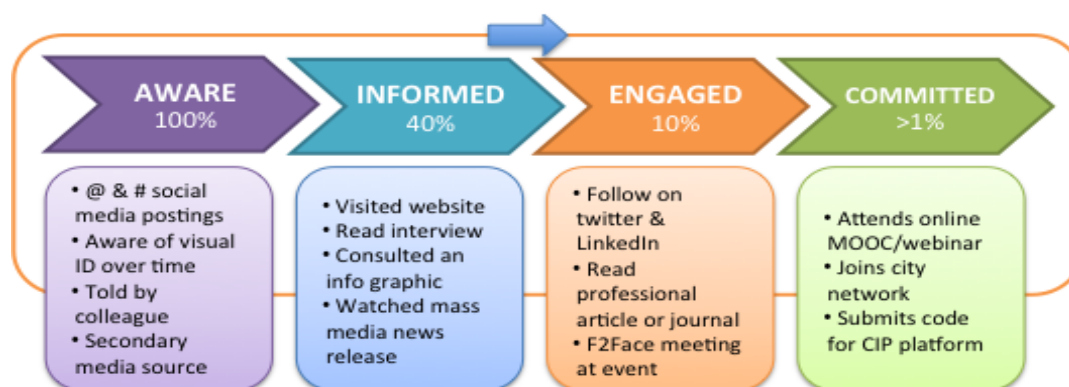 AWARE
100%
INFORMED
40%
ENGAGED
10%
COMMITTED
>1%
• @ & # social
media postings
• Aware of visual
ID over time
• Told by
colleague
• Secondary
media source
• Visited website
• Read interview
• Consulted an
info graphic
• Watched mass
media news
release
• Follow on
twitter &
LinkedIn
• Read
professional
article or journal
• F2Face meeting
at event
• Attends online
MOOC/webinar
• Joins city
network
• Submits code
for CIP platform